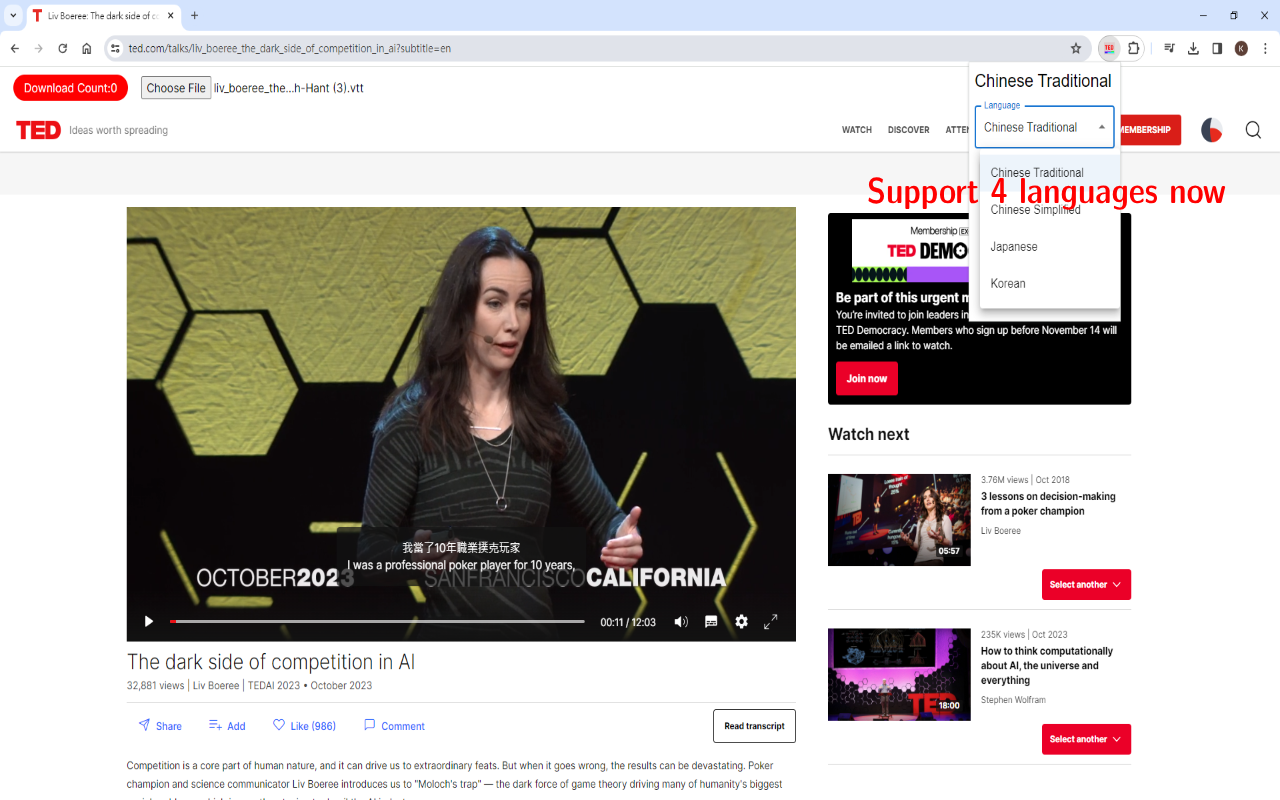 Liv Boeree: The dark side of co
ted.com/talks/liv_boeree_the_dark_side_of_competition_in_ai?subtitle=en
TED
K
Download Count:0
Choose File liv_boeree_the...h-Hant (3).vtt
Chinese Traditional
Language
Chinese Traditional
TED Ideas worth spreading
WATCH DISCOVER ATTEN
MEMBERSHIP
Chinese Traditional
Support 4 languages now
Chinese Simplified
Japanese
Korean
Membership
TED DEMO
Be part of this urgent m
You're invited to join leaders in
TED Democracy. Members who sign up before November 14 will
be emailed a link to watch.
Join now
我當了10年職業撲克玩家
I was a professional poker player for 10 years,
OCTOBER2023 SANFRANCISCOCALIFORNIA
00:11 / 12:03
The dark side of competition in AI
32,881 views | Liv Boeree | TEDAI 2023 • October 2023
Share Add Like (986) Comment
Read transcript
Competition is a core part of human nature, and it can drive us to extraordinary feats. But when it goes wrong, the results can be devastating. Poker
champion and science communicator Liv Boeree introduces us to "Moloch's trap" — the dark force of game theory driving many of humanity's biggest
Watch next
3.76M views | Oct 2018
3 lessons on decision-making
from a poker champion
Liv Boeree
05:57
Select another
235K views | Oct 2023
How to think computationally
about AI, the universe and
everything
Stephen Wolfram
TED
18:00
Select another